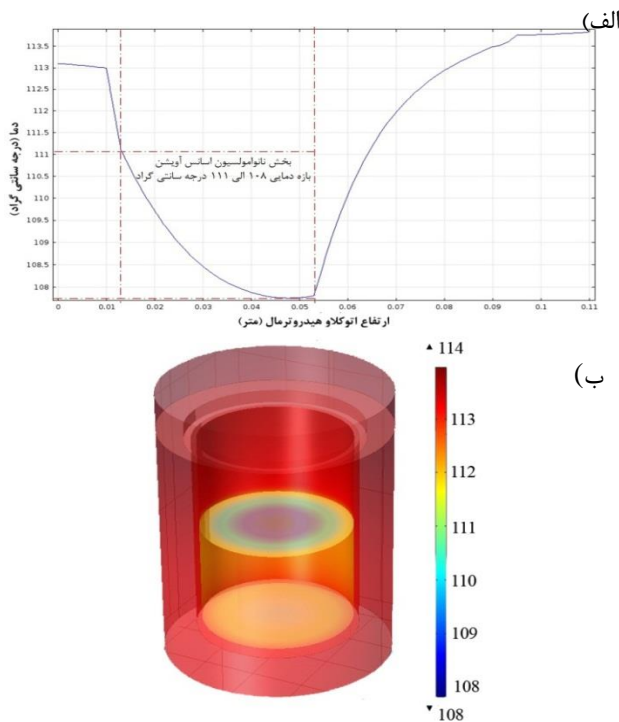 الف)
113.5
113
112.5
112
111.5
111
110.5
110
109.5
109
108.5
108
دما (درجه سانتی گراد)
بخش نانوامولسیون اسانس آویشن
بازه دمایی ۱۰۸ الی ۱۱۱ درجه سانتی گراد
0 0.01 0.02 0.03 0.04 0.05 0.06 0.07 0.08 0.09 0.1 0.11
ارتفاع اتوکلاو هیدروترمال (متر)
ب)
▲ 114
113
112
111
110
109
108
▼ 108